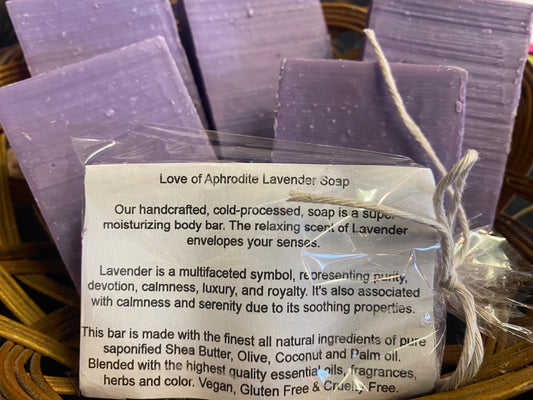 Love of Aphrodite Lavender Soap
Our handcrafted, cold-processed, soap is a super
moisturizing body bar. The relaxing scent of Lavender
envelopes your senses.
Lavender is a multifaceted symbol, representing purity,
devotion, calmness, luxury, and royalty. It's also associated
with calmness and serenity due to its soothing properties.
This bar is made with the finest all natural ingredients of pure
saponified Shea Butter, Olive, Coconut and Palm oil.
Blended with the highest quality essential oils, fragrances,
herbs and color. Vegan, Gluten Free & Cruelty Free.